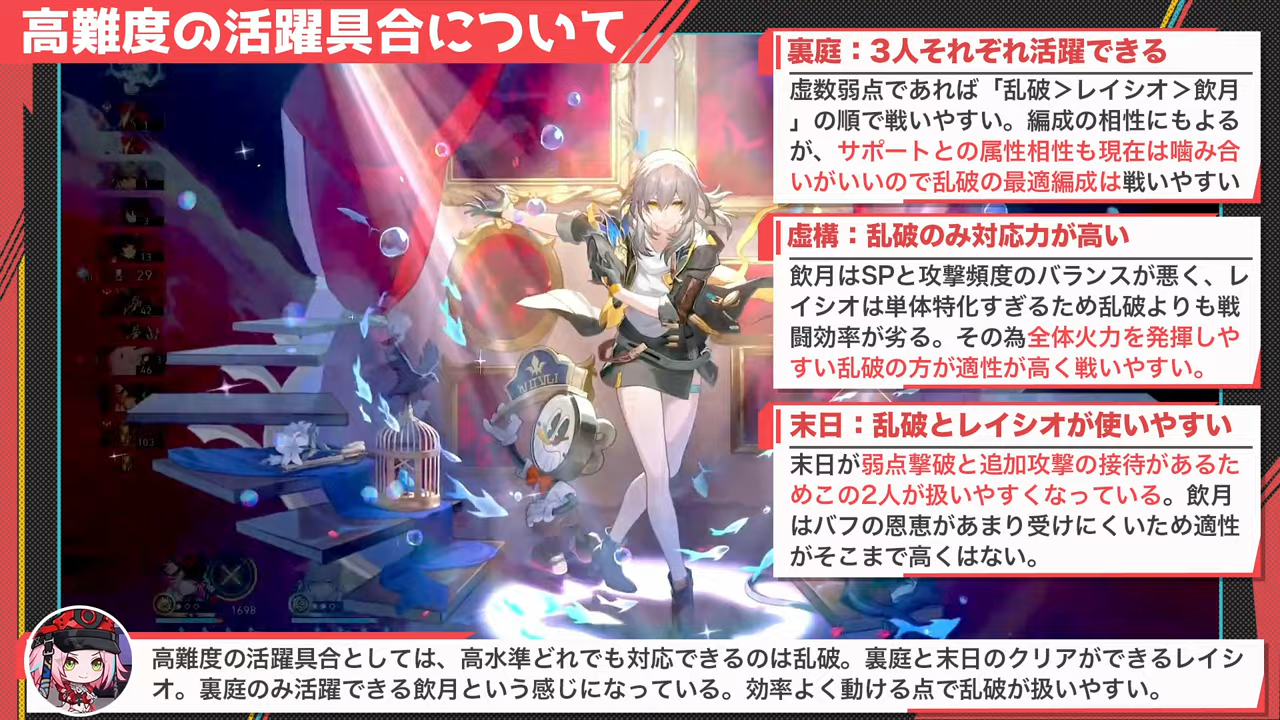 高難度の活躍具合について
裏庭：3人それぞれ活躍できる
虚数弱点であれば「乱破＞レイシオ＞飲月
」の順で戦いやすい。編成の相性にもよる
が、サポートとの属性相性も現在は噛み合
いがいいので乱破の最適編成は戦いやすい
虚構：乱破のみ対応力が高い
飲月はSPと攻撃頻度のバランスが悪く、レ
イシオは単体特化すぎるため乱破よりも戦
闘効率が劣る。その為全体火力を発揮しや
すい乱破の方が適性が高く戦いやすい。
末日：乱破とレイシオが使いやすい
末日が弱点撃破と追加攻撃の接待があるた
めこの2人が扱いやすくなっている。飲月
はバフの恩恵があまり受けにくいため適性
がそこまで高くはない。
13
29
42
46
103
1698
高難度の活躍具合としては、高水準どれでも対応できるのは乱破。裏庭と末日のクリアができるレイシ
オ。裏庭のみ活躍できる飲月という感じになっている。効率よく動ける点で乱破が扱いやすい。